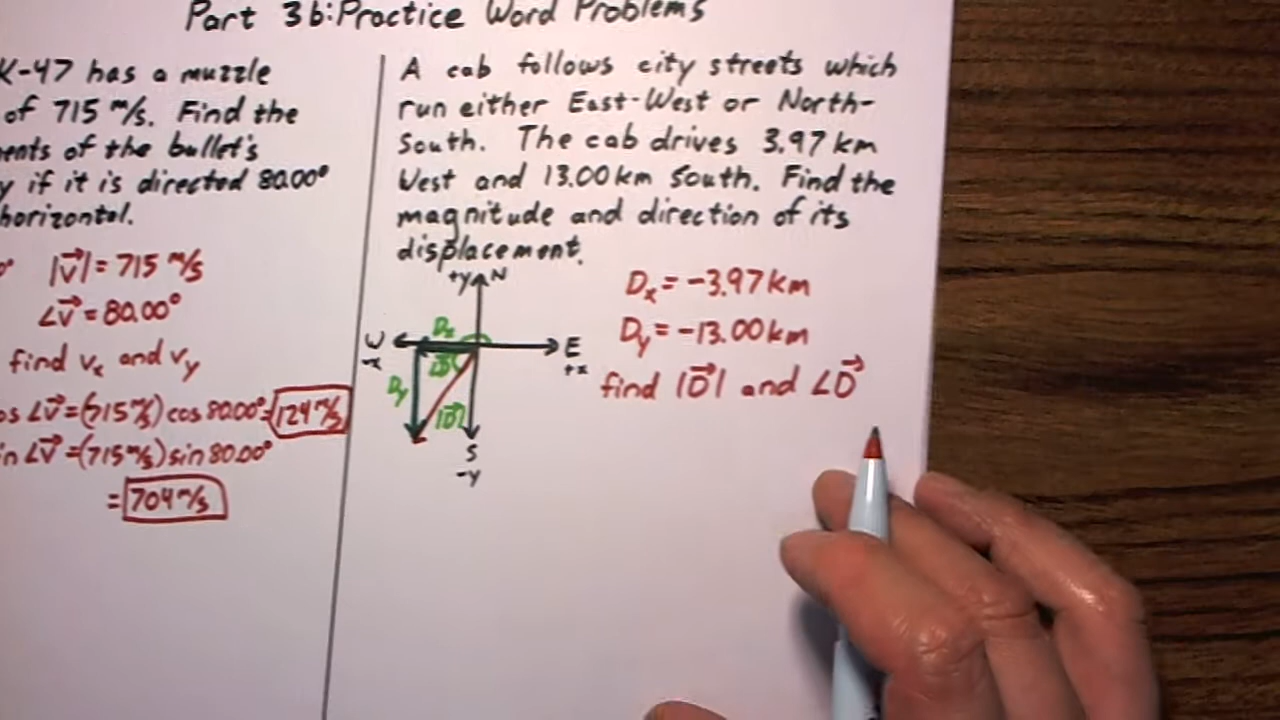 Part 3b: Practice Word Problems
K-47 has a muzzle
of 715 m/s. Find the
ents of the bullet's
y if it is directed 80.00°
horizontal.
|V⃗| = 715 m/s
∠V⃗ = 80.00°
find vx and vy
os ∠V⃗ = (715 m/s) cos 80.00° = 124 m/s
in ∠V⃗ = (715 m/s) sin 80.00°
= 704 m/s
A cab follows city streets which
run either East-West or North-
South. The cab drives 3.97 km
West and 13.00 km South. Find the
magnitude and direction of its
displacement.
+y N
W
-x
E
+x
S
-y
Dx
Dy
∠D⃗
|D⃗|
Dx = -3.97 km
Dy = -13.00 km
find |D⃗| and ∠D⃗